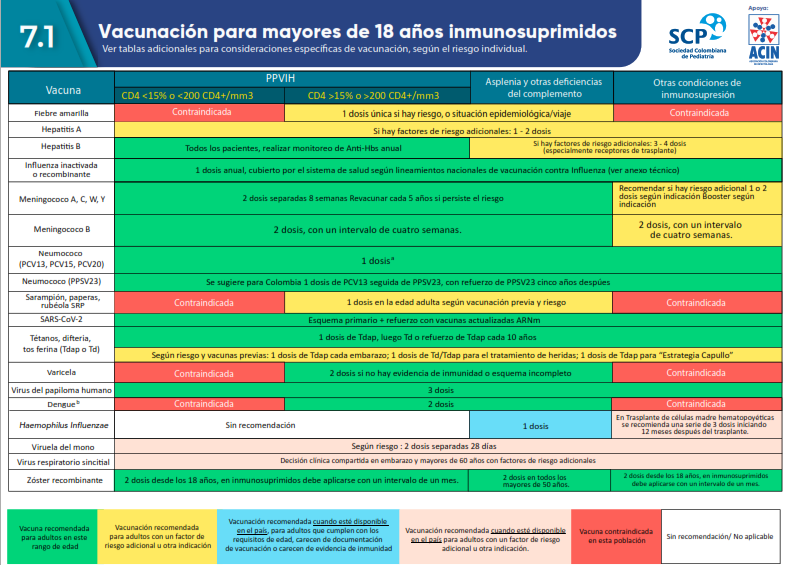 7.1
Vacunación para mayores de 18 años inmunosuprimidos
Ver tablas adicionales para consideraciones específicas de vacunación, según el riesgo individual.
SCP
Sociedad Colombiana
de Pediatría
Apoyo:
ACIN
Vacuna
PPVIH
CD4 <15% o <200 CD4+/mm3
CD4 >15% o >200 CD4+/mm3
Asplenia y otras deficiencias
del complemento
Otras condiciones de
inmunosupresión
Fiebre amarilla
Contraindicada
1 dosis única si hay riesgo, o situación epidemiológica/viaje
Contraindicada
Hepatitis A
Si hay factores de riesgo adicionales: 1 - 2 dosis
Hepatitis B
Todos los pacientes, realizar monitoreo de Anti-Hbs anual
Si hay factores de riesgo adicionales: 3 - 4 dosis
(especialmente receptores de trasplante)
Influenza inactivada
o recombinante
1 dosis anual, cubierto por el sistema de salud según lineamientos nacionales de vacunación contra Influenza (ver anexo técnico)
Meningococo A, C, W, Y
2 dosis separadas 8 semanas Revacunar cada 5 años si persiste el riesgo
Recomendar si hay riesgo adicional 1 o 2
dosis según indicación Booster según
indicación
Meningococo B
2 dosis, con un intervalo de cuatro semanas.
2 dosis, con un intervalo
de cuatro semanas.
Neumococo
(PCV13, PCV15, PCV20)
1 dosisª
Neumococo (PPSV23)
Se sugiere para Colombia 1 dosis de PCV13 seguida de PPSV23, con refuerzo de PPSV23 cinco años despúes
Sarampión, paperas,
rubéola SRP
Contraindicada
1 dosis en la edad adulta según vacunación previa y riesgo
Contraindicada
SARS-CoV-2
Esquema primario + refuerzo con vacunas actualizadas ARNm
Tétanos, difteria,
tos ferina (Tdap o Td)
1 dosis de Tdap, luego Td o refuerzo de Tdap cada 10 años
Según riesgo y vacunas previas: 1 dosis de Tdap cada embarazo; 1 dosis de Td/Tdap para el tratamiento de heridas; 1 dosis de Tdap para “Estrategia Capullo”
Varicela
Contraindicada
2 dosis si no hay evidencia de inmunidad o esquema incompleto
Contraindicada
Virus del papiloma humano
3 dosis
Dengue ᵇ
Contraindicada
2 dosis
Contraindicada
Haemophilus Influenzae
Sin recomendación
1 dosis
En Trasplante de células madre hematopoyéticas
se recomienda una serie de 3 dosis iniciando
12 meses después del trasplante.
Viruela del mono
Según riesgo : 2 dosis separadas 28 días
Virus respiratorio sincitial
Decisión clínica compartida en embarazo y mayores de 60 años con factores de riesgo adicionales
Zóster recombinante
2 dosis desde los 18 años, en inmunosuprimidos debe aplicarse con un intervalo de un mes.
2 dosis en todos los
mayores de 50 años.
2 dosis desde los 18 años, en inmunosuprimidos
debe aplicarse con un intervalo de un mes.
Vacuna recomendada
para adultos en este
rango de edad
Vacuna recomendada
para adultos con un factor de
riesgo adicional u otra indicación
Vacuna recomendada cuando esté disponible
en el país, para adultos que cumplen con los
requisitos de edad, carecen de documentación
de vacunación o carecen de evidencia de inmunidad
Vacuna recomendada cuando esté disponible
en el país para adultos con un factor de riesgo
adicional u otra indicación.
Vacuna contraindicada
en esta población
Sin recomendación/ No aplicable